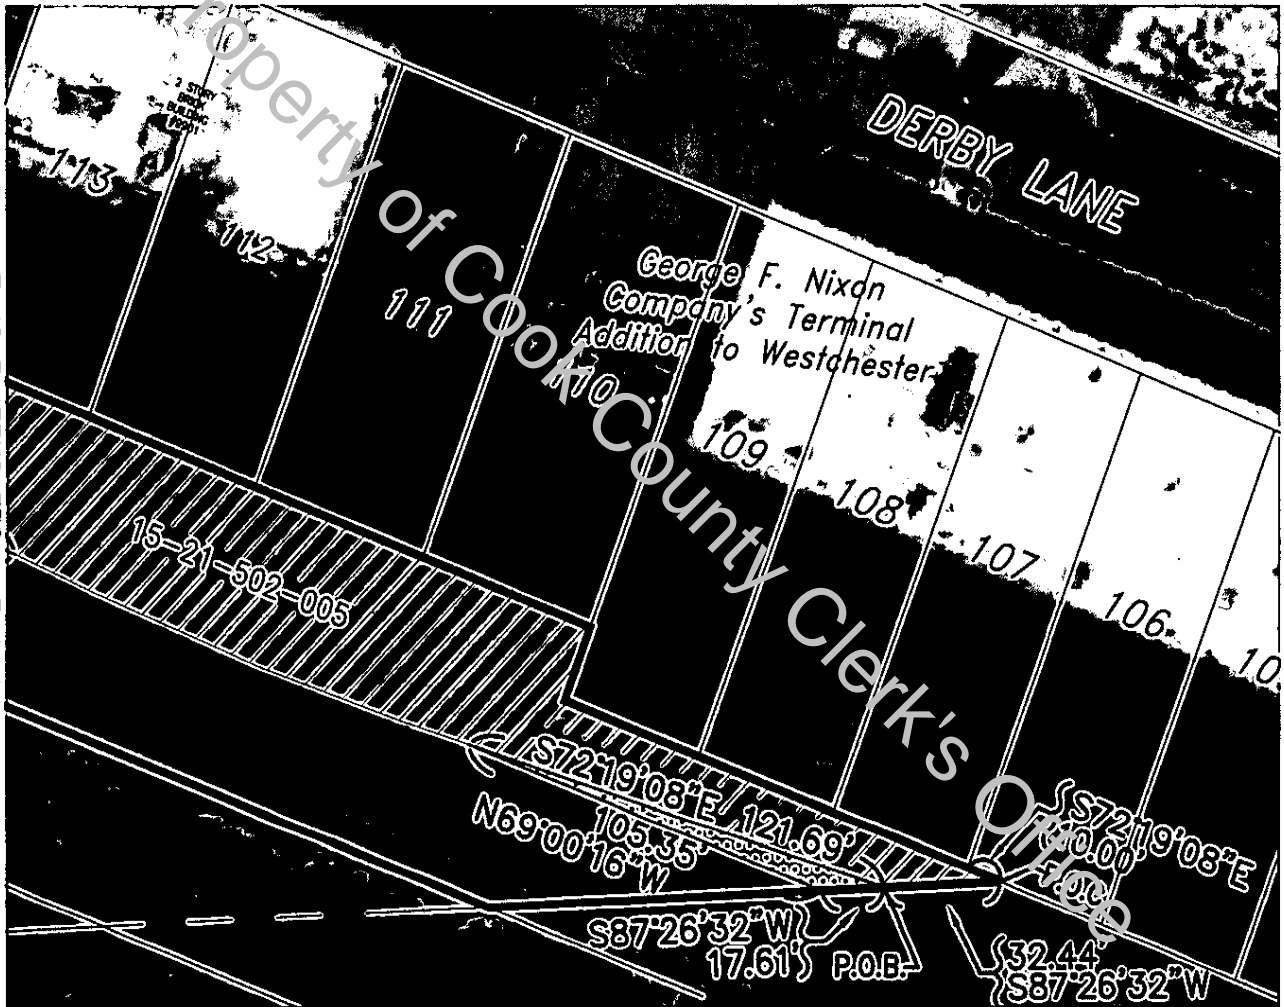 Property of Cook County Clerk's Office
DERBY LANE
3 STORY
BRICK
BUILDING
113
112
111
110
109
108
107
106
George F. Nixon
Company's Terminal
Addition to Westchester
15-21-502-005
S72°19'08"E 121.69'
105.35'
N69°00'16"W
S87°26'32"W
17.61'
P.O.B.
S72°19'08"E
P.O.C.
32.44'
S87°26'32"W